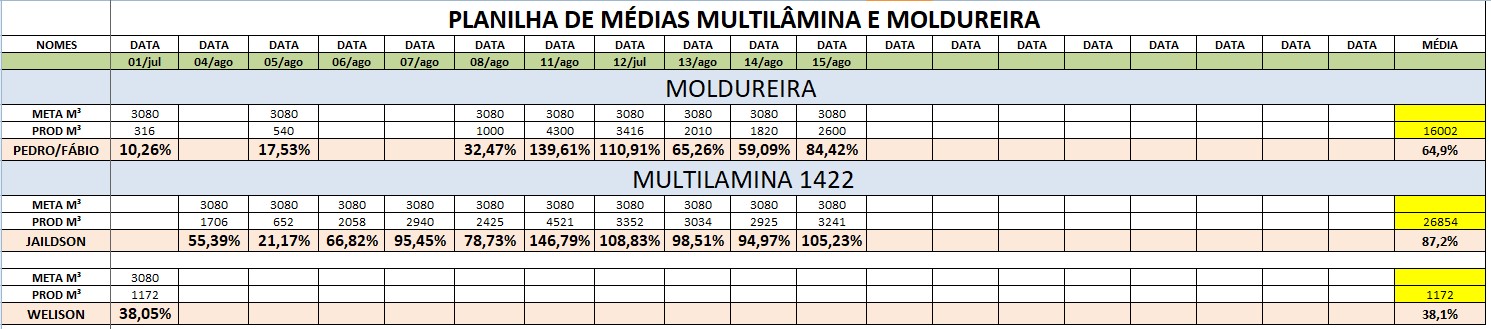 PLANILHA DE MÉDIAS MULTILÂMINA E MOLDUREIRA
NOMES DATA DATA DATA DATA DATA DATA DATA DATA DATA DATA DATA DATA DATA DATA DATA DATA DATA DATA DATA MÉDIA
01/jul 04/ago 05/ago 06/ago 07/ago 08/ago 11/ago 12/jul 13/ago 14/ago 15/ago
MOLDUREIRA
META M³ 3080 3080 3080 3080 3080 3080 3080 3080
PROD M³ 316 540 1000 4300 3416 2010 1820 2600 16002
PEDRO/FÁBIO 10,26% 17,53% 32,47% 139,61% 110,91% 65,26% 59,09% 84,42% 64,9%
MULTILAMINA 1422
META M³ 3080 3080 3080 3080 3080 3080 3080 3080 3080 3080
PROD M³ 1706 652 2058 2940 2425 4521 3352 3034 2925 3241 26854
JAILDSON 55,39% 21,17% 66,82% 95,45% 78,73% 146,79% 108,83% 98,51% 94,97% 105,23% 87,2%
META M³ 3080
PROD M³ 1172 1172
WELISON 38,05% 38,1%